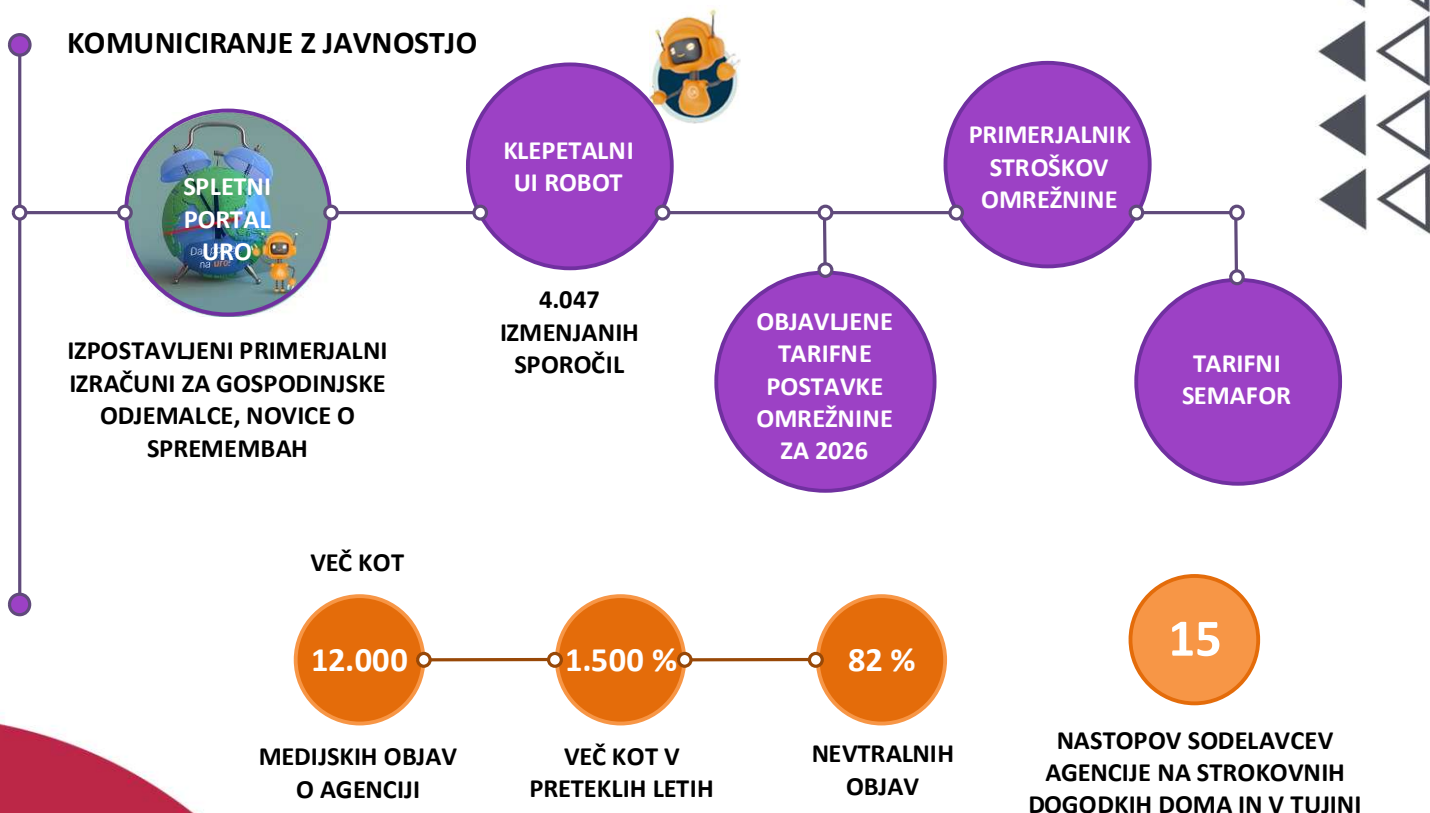 KOMUNICIRANJE Z JAVNOSTJO
SPLETNI
PORTAL
URO
na uro!
IZPOSTAVLJENI PRIMERJALNI
IZRAČUNI ZA GOSPODINJSKE
ODJEMALCE, NOVICE O
SPREMEMBAH
KLEPETALNI
UI ROBOT
4.047
IZMENJANIH
SPOROČIL
OBJAVLJENE
TARIFNE
POSTAVKE
OMREŽNINE
ZA 2026
PRIMERJALNIK
STROŠKOV
OMREŽNINE
TARIFNI
SEMAFOR
VEČ KOT
12.000
MEDIJSKIH OBJAV
O AGENCIJI
1.500 %
VEČ KOT V
PRETEKLIH LETIH
82 %
NEVTRALNIH
OBJAV
15
NASTOPOV SODELAVCEV
AGENCIJE NA STROKOVNIH
DOGODKIH DOMA IN V TUJINI